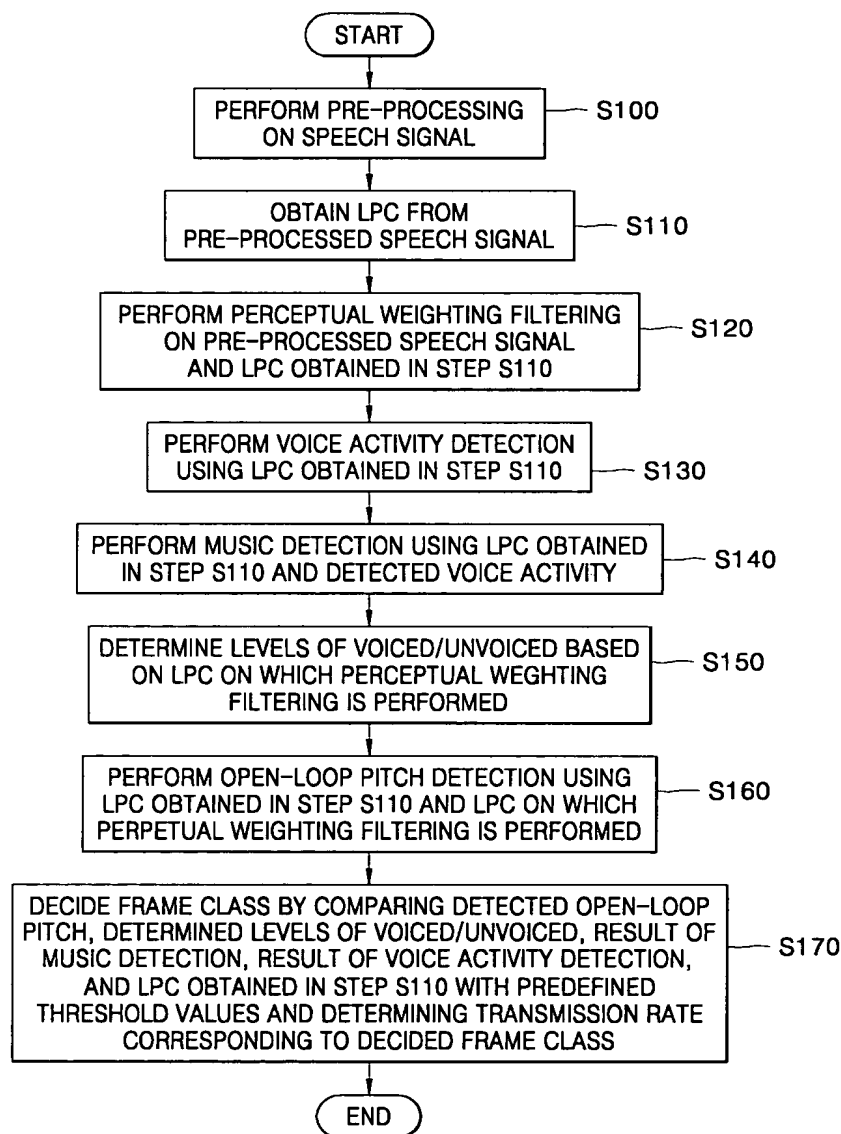 START
PERFORM PRE-PROCESSING
ON SPEECH SIGNAL
S100
OBTAIN LPC FROM
PRE-PROCESSED SPEECH SIGNAL
S110
PERFORM PERCEPTUAL WEIGHTING FILTERING
ON PRE-PROCESSED SPEECH SIGNAL
AND LPC OBTAINED IN STEP S110
S120
PERFORM VOICE ACTIVITY DETECTION
USING LPC OBTAINED IN STEP S110
S130
PERFORM MUSIC DETECTION USING LPC OBTAINED
IN STEP S110 AND DETECTED VOICE ACTIVITY
S140
DETERMINE LEVELS OF VOICED/UNVOICED BASED
ON LPC ON WHICH PERCEPTUAL WEGHTING
FILTERING IS PERFORMED
S150
PERFORM OPEN-LOOP PITCH DETECTION USING
LPC OBTAINED IN STEP S110 AND LPC ON WHICH
PERPETUAL WEIGHTING FILTERING IS PERFORMED
S160
DECIDE FRAME CLASS BY COMPARING DETECTED OPEN-LOOP
PITCH, DETERMINED LEVELS OF VOICED/UNVOICED, RESULT OF
MUSIC DETECTION, RESULT OF VOICE ACTIVITY DETECTION,
AND LPC OBTAINED IN STEP S110 WITH PREDEFINED
THRESHOLD VALUES AND DETERMINING TRANSMISSION RATE
CORRESPONDING TO DECIDED FRAME CLASS
S170
END